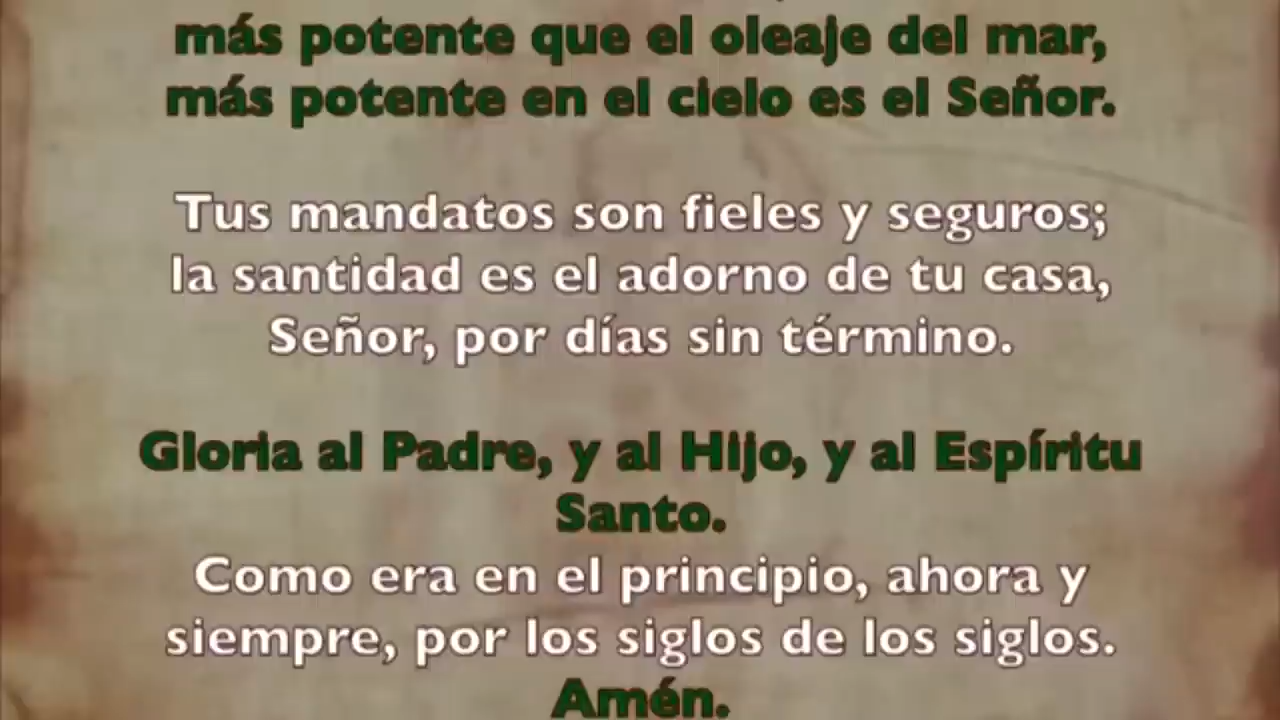 más potente que el oleaje del mar,
más potente en el cielo es el Señor.
Tus mandatos son fieles y seguros;
la santidad es el adorno de tu casa,
Señor, por días sin término.
Gloria al Padre, y al Hijo, y al Espíritu
Santo.
Como era en el principio, ahora y
siempre, por los siglos de los siglos.
Amén.